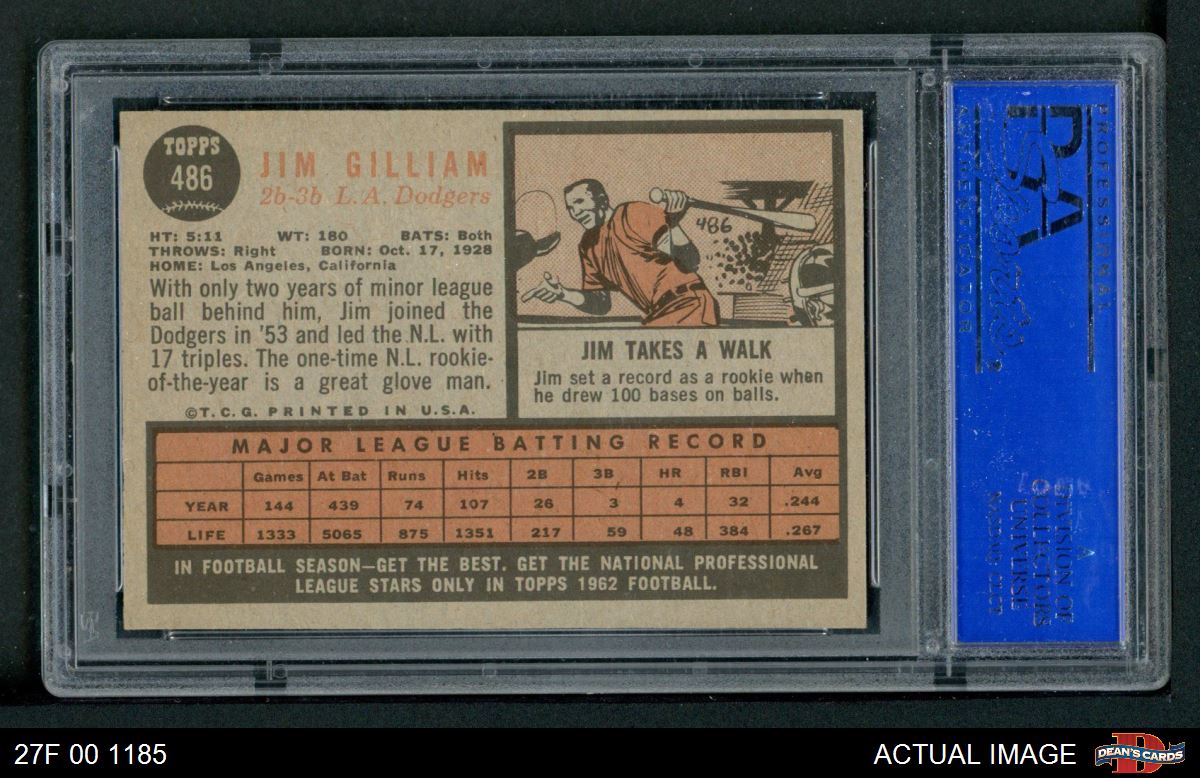 TOPPS
486
JIM GILLIAM
2b-3b L.A. Dodgers
HT: 5:11 WT: 180 BATS: Both
THROWS: Right BORN: Oct. 17, 1928
HOME: Los Angeles, California
With only two years of minor league
ball behind him, Jim joined the
Dodgers in '53 and led the N.L. with
17 triples. The one-time N.L. rookie-
of-the-year is a great glove man.
©T.C.G. PRINTED IN U.S.A.
486
JIM TAKES A WALK
Jim set a record as a rookie when
he drew 100 bases on balls.
MAJOR LEAGUE BATTING RECORD
Games At Bat Runs Hits 2B 3B HR RBI Avg
YEAR 144 439 74 107 26 3 4 32 .244
LIFE 1333 5065 875 1351 217 59 48 384 .267
IN FOOTBALL SEASON—GET THE BEST. GET THE NATIONAL PROFESSIONAL
LEAGUE STARS ONLY IN TOPPS 1962 FOOTBALL.
PROFESSIONAL
A
DIVISION OF
COLLECTORS
UNIVERSE
27F 00 1185
ACTUAL IMAGE
DEAN'S CARDS